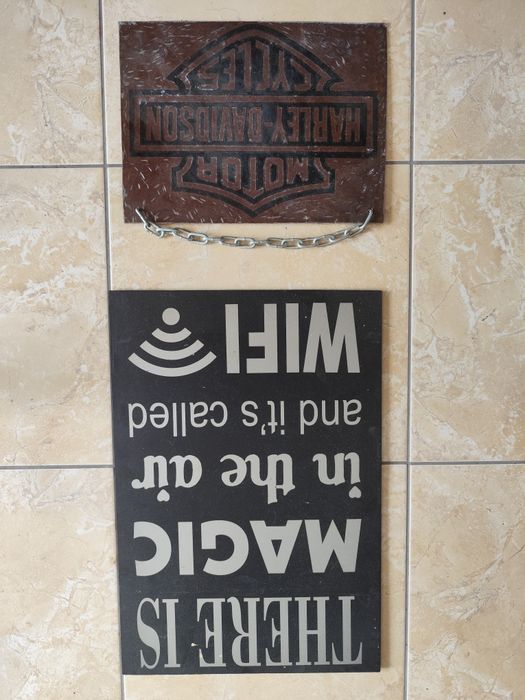 THERE IS
MAGIC
in the air
and it's called
WIFI
MOTOR
HARLEY-DAVIDSON
CYCLES